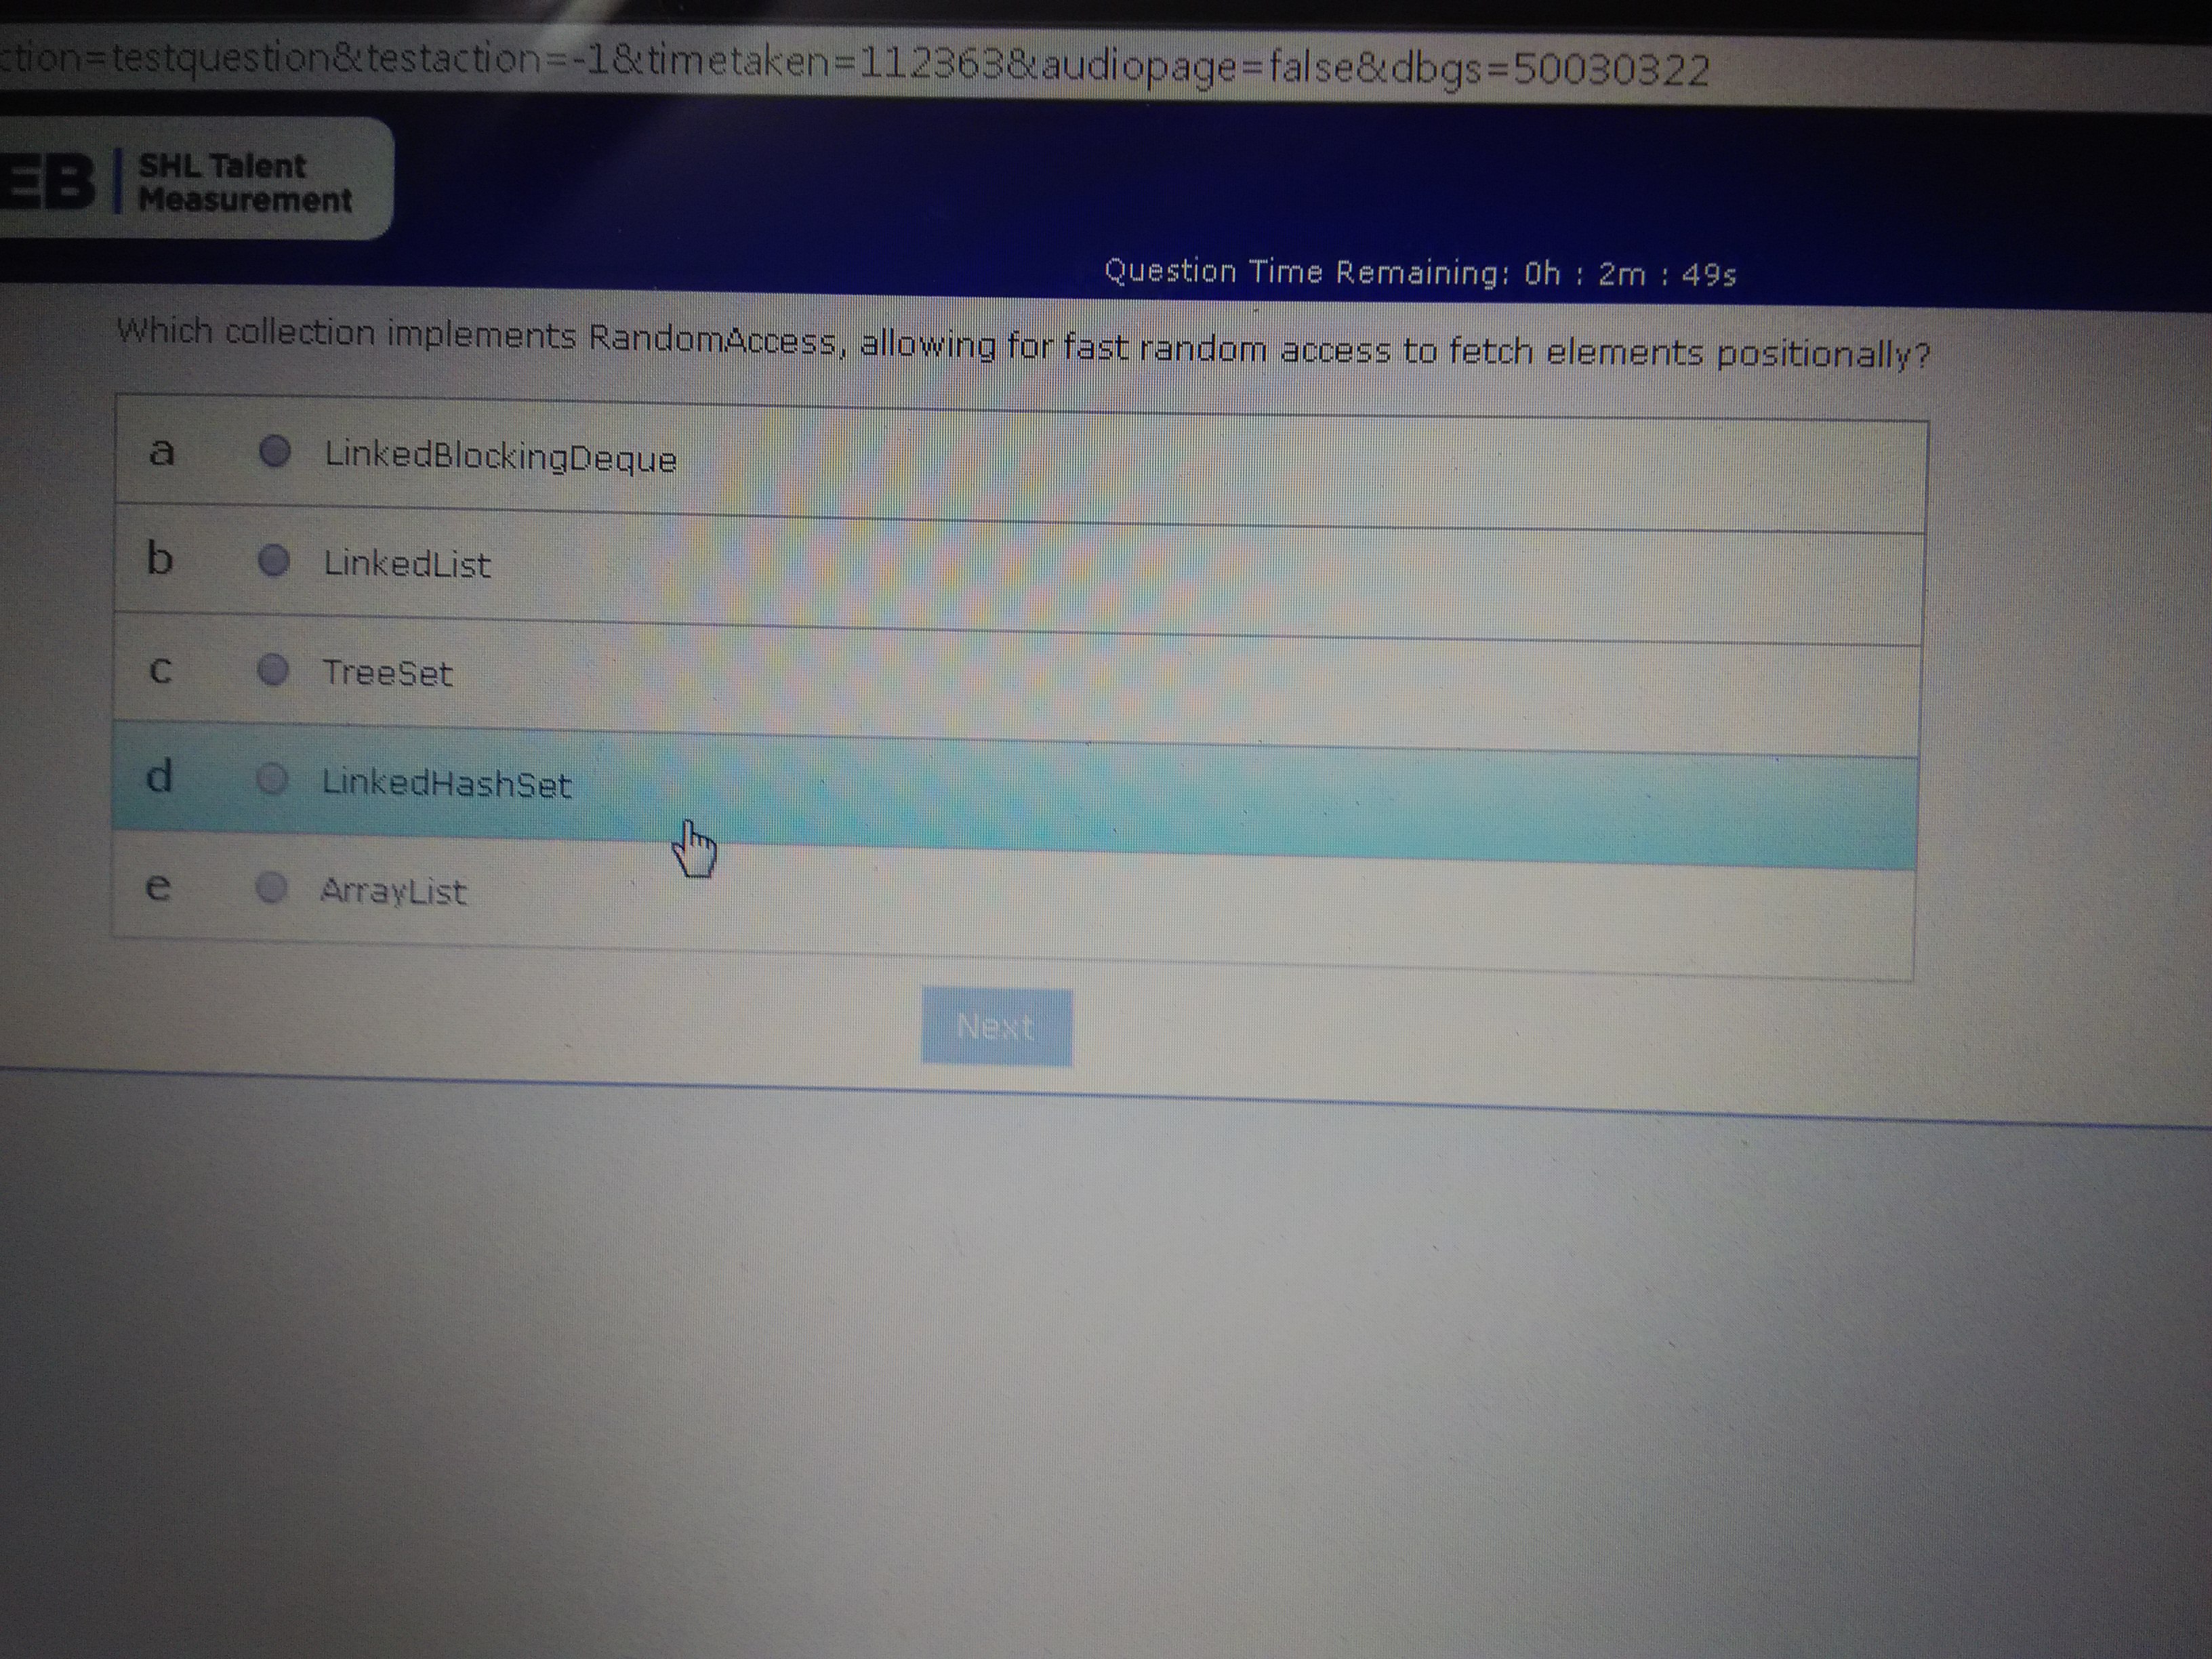 ction=testquestion&testaction=-1&timetaken=112363&audiopage=false&dbgs=50030322
EB | SHL Talent
Measurement
Question Time Remaining: 0h : 2m : 49s
Which collection implements RandomAccess, allowing for fast random access to fetch elements positionally?
a LinkedBlockingDeque
b LinkedList
c TreeSet
d LinkedHashSet
e ArrayList
Next